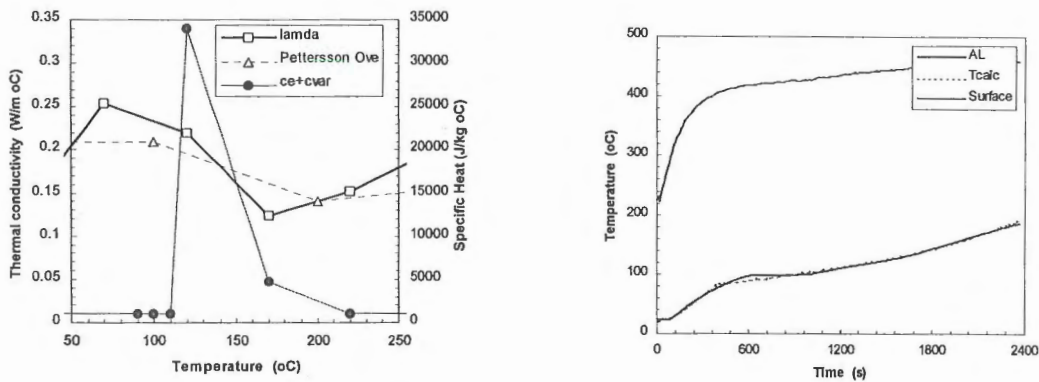 lamda
Pettersson Ove
ce+cvar
Thermal conductivity (W/m oC)
0.35
0.3
0.25
0.2
0.15
0.1
0.05
0
35000
30000
25000
20000
15000
10000
5000
0
Specific Heat (J/kg oC)
50 100 150 200 250
Temperature (oC)
AL
Tcalc
Surface
Temperature (oC)
500
400
300
200
100
0
0 600 1200 1800 2400
Time (s)